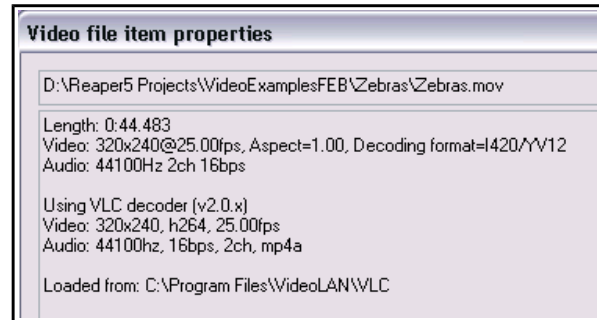 Video file item properties
D:\Reaper5 Projects\VideoExamplesFEB\Zebras\Zebras.mov
Length: 0:44.483
Video: 320x240@25.00fps, Aspect=1.00, Decoding format=I420/YV12
Audio: 44100Hz 2ch 16bps
Using VLC decoder (v2.0.x)
Video: 320x240, h264, 25.00fps
Audio: 44100hz, 16bps, 2ch, mp4a
Loaded from: C:\Program Files\VideoLAN\VLC